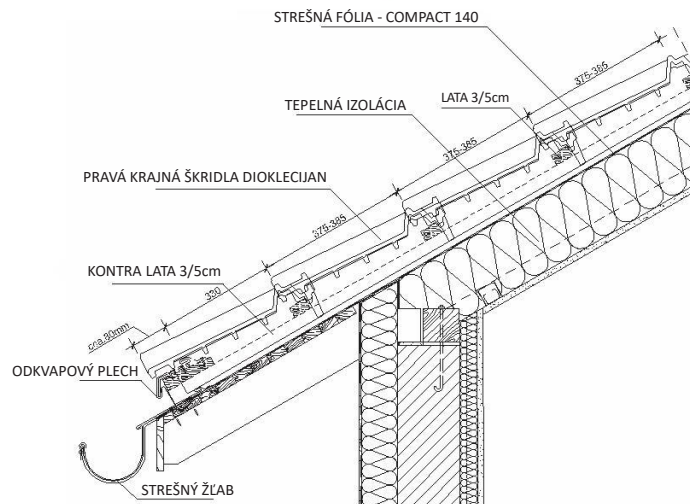 STREŠNÁ FÓLIA - COMPACT 140
375-385
LATA 3/5cm
TEPELNÁ IZOLÁCIA
375-385
PRAVÁ KRAJNÁ ŠKRIDLA DIOKLECIJAN
375-385
KONTRA LATA 3/5cm
330
80mm
ODKVAPOVÝ PLECH
STREŠNÝ ŽĽAB